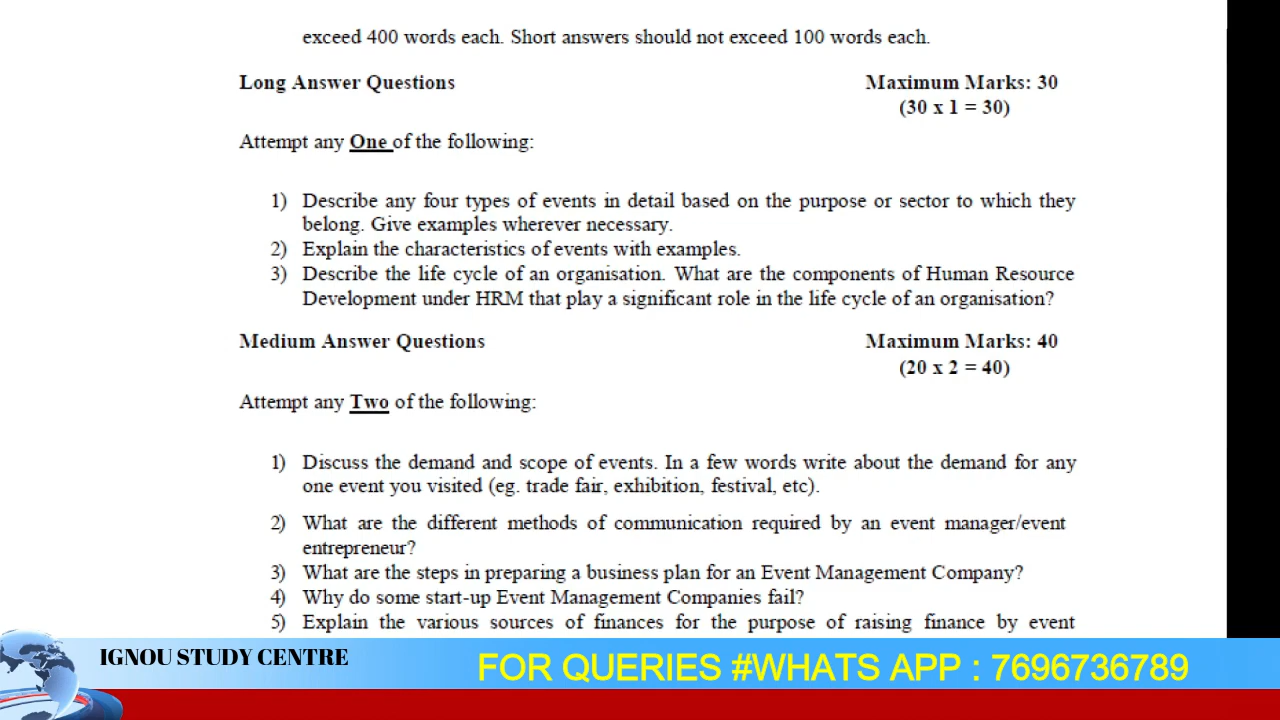 exceed 400 words each. Short answers should not exceed 100 words each.
Long Answer Questions Maximum Marks: 30
(30 x 1 = 30)
Attempt any One of the following:
1) Describe any four types of events in detail based on the purpose or sector to which they
belong. Give examples wherever necessary.
2) Explain the characteristics of events with examples.
3) Describe the life cycle of an organisation. What are the components of Human Resource
Development under HRM that play a significant role in the life cycle of an organisation?
Medium Answer Questions Maximum Marks: 40
(20 x 2 = 40)
Attempt any Two of the following:
1) Discuss the demand and scope of events. In a few words write about the demand for any
one event you visited (eg. trade fair, exhibition, festival, etc).
2) What are the different methods of communication required by an event manager/event
entrepreneur?
3) What are the steps in preparing a business plan for an Event Management Company?
4) Why do some start-up Event Management Companies fail?
5) Explain the various sources of finances for the purpose of raising finance by event
IGNOU STUDY CENTRE
FOR QUERIES #WHATS APP : 7696736789